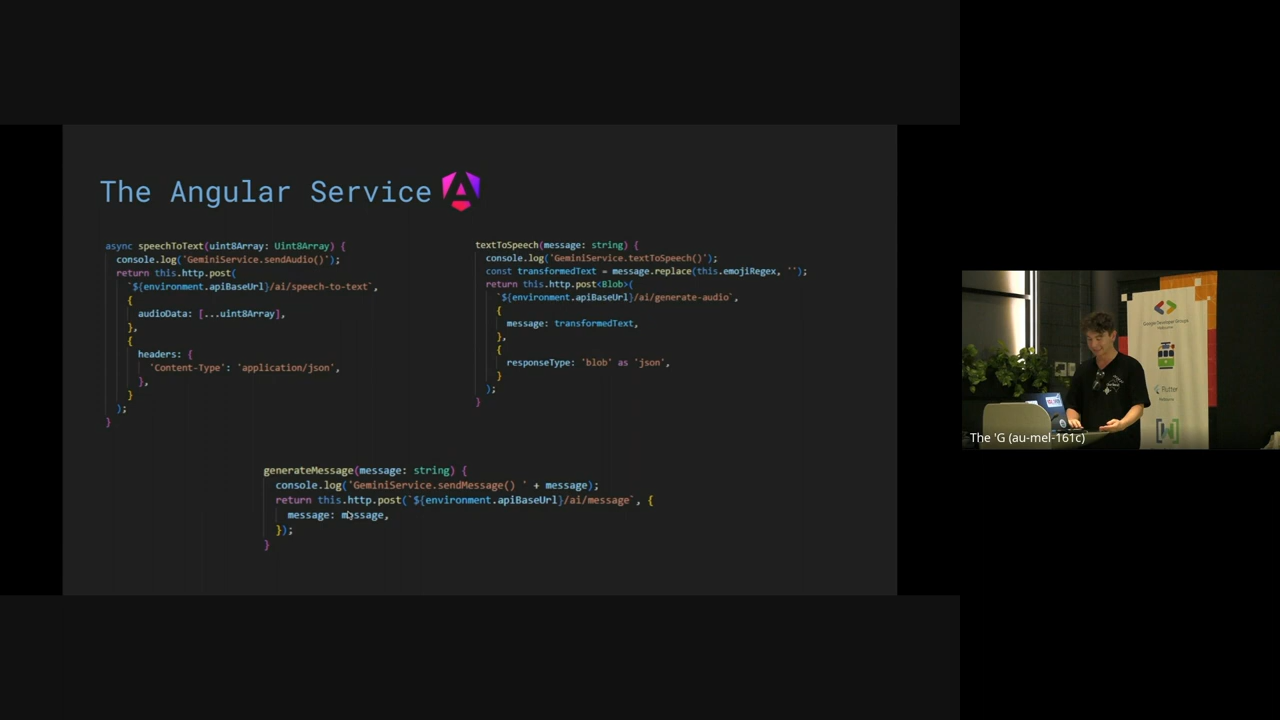 The Angular Service
async speechToText(uint8Array: Uint8Array) {
console.log('GeminiService.sendAudio()');
return this.http.post(
`${environment.apiBaseUrl}/ai/speech-to-text`,
{
audioData: [...uint8Array],
},
{
headers: {
'Content-Type': 'application/json',
},
}
);
}
textToSpeech(message: string) {
console.log('GeminiService.textToSpeech()');
const transformedText = message.replace(this.emojiRegex, '');
return this.http.post<Blob>(
`${environment.apiBaseUrl}/ai/generate-audio`,
{
message: transformedText,
},
{
responseType: 'blob' as 'json',
}
);
}
generateMessage(message: string) {
console.log('GeminiService.sendMessage() ' + message);
return this.http.post(`${environment.apiBaseUrl}/ai/message`, {
message: message,
});
}
Google Developer Groups
Flutter
The 'G (au-mel-161c)